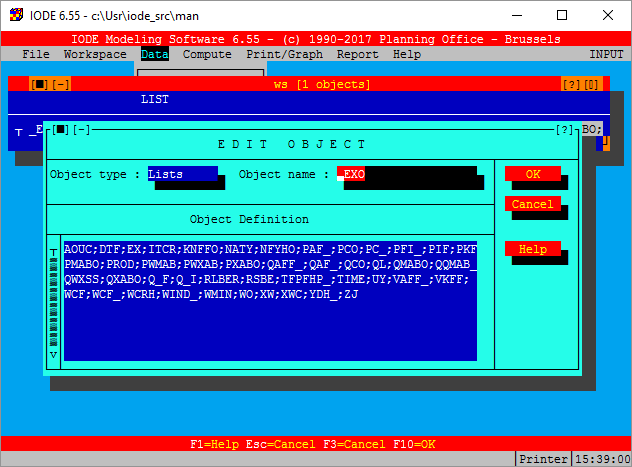 IODE 6.55 - c:\Usr\iode_src\man
IODE Modeling Software 6.55 - (c) 1990-2017 Planning Office - Brussels
File Workspace Data Compute Print/Graph Report Help INPUT
[■][−] ws [1 objects] [?][▯]
LIST
_E BO;
[■][−] [?]
EDIT OBJECT
Object type : Lists Object name : _EXO OK
Cancel
Object Definition
Help
AOUC;DTF;EX;ITCR;KNFFO;NATY;NFYHO;PAF_;PCO;PC_;PFI_;PIF;PKF
PMABO;PROD;PWMAB;PWXAB;PXABO;QAFF_;QAF_;QCO;QL;QMABO;QQMAB_
QWXSS;QXABO;Q_F;Q_I;RLBER;RSBE;TFPFHP_;TIME;UY;VAFF_;VKFF;
WCF;WCF_;WCRH;WIND_;WMIN;WO;XW;XWC;YDH_;ZJ
F1=Help Esc=Cancel F3=Cancel F10=OK
Printer 15:39:00